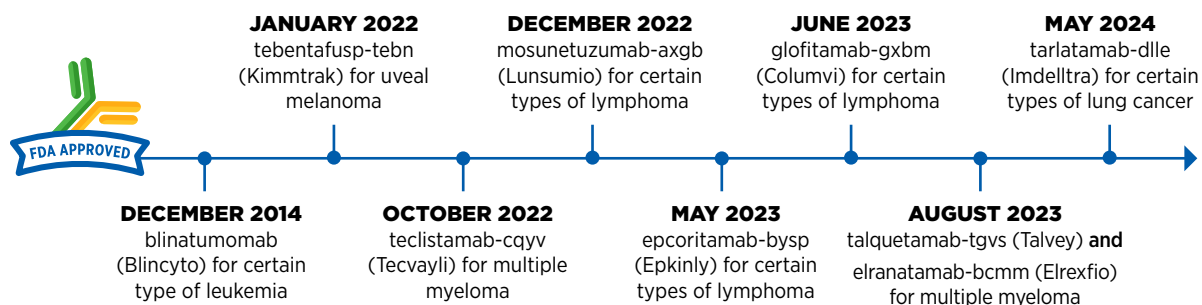 JANUARY 2022
tebentafusp-tebn
(Kimmtrak) for uveal
melanoma
DECEMBER 2022
mosunetuzumab-axgb
(Lunsumio) for certain
types of lymphoma
JUNE 2023
glofitamab-gxbm
(Columvi) for certain
types of lymphoma
MAY 2024
tarlatamab-dlle
(Imdelltra) for certain
types of lung cancer
FDA APPROVED
DECEMBER 2014
blinatumomab
(Blincyto) for certain
type of leukemia
OCTOBER 2022
teclistamab-cqyv
(Tecvayli) for multiple
myeloma
MAY 2023
epcoritamab-bysp
(Epkinly) for certain
types of lymphoma
AUGUST 2023
talquetamab-tgvs (Talvey) and
elranatamab-bcmm (Elrexfio)
for multiple myeloma